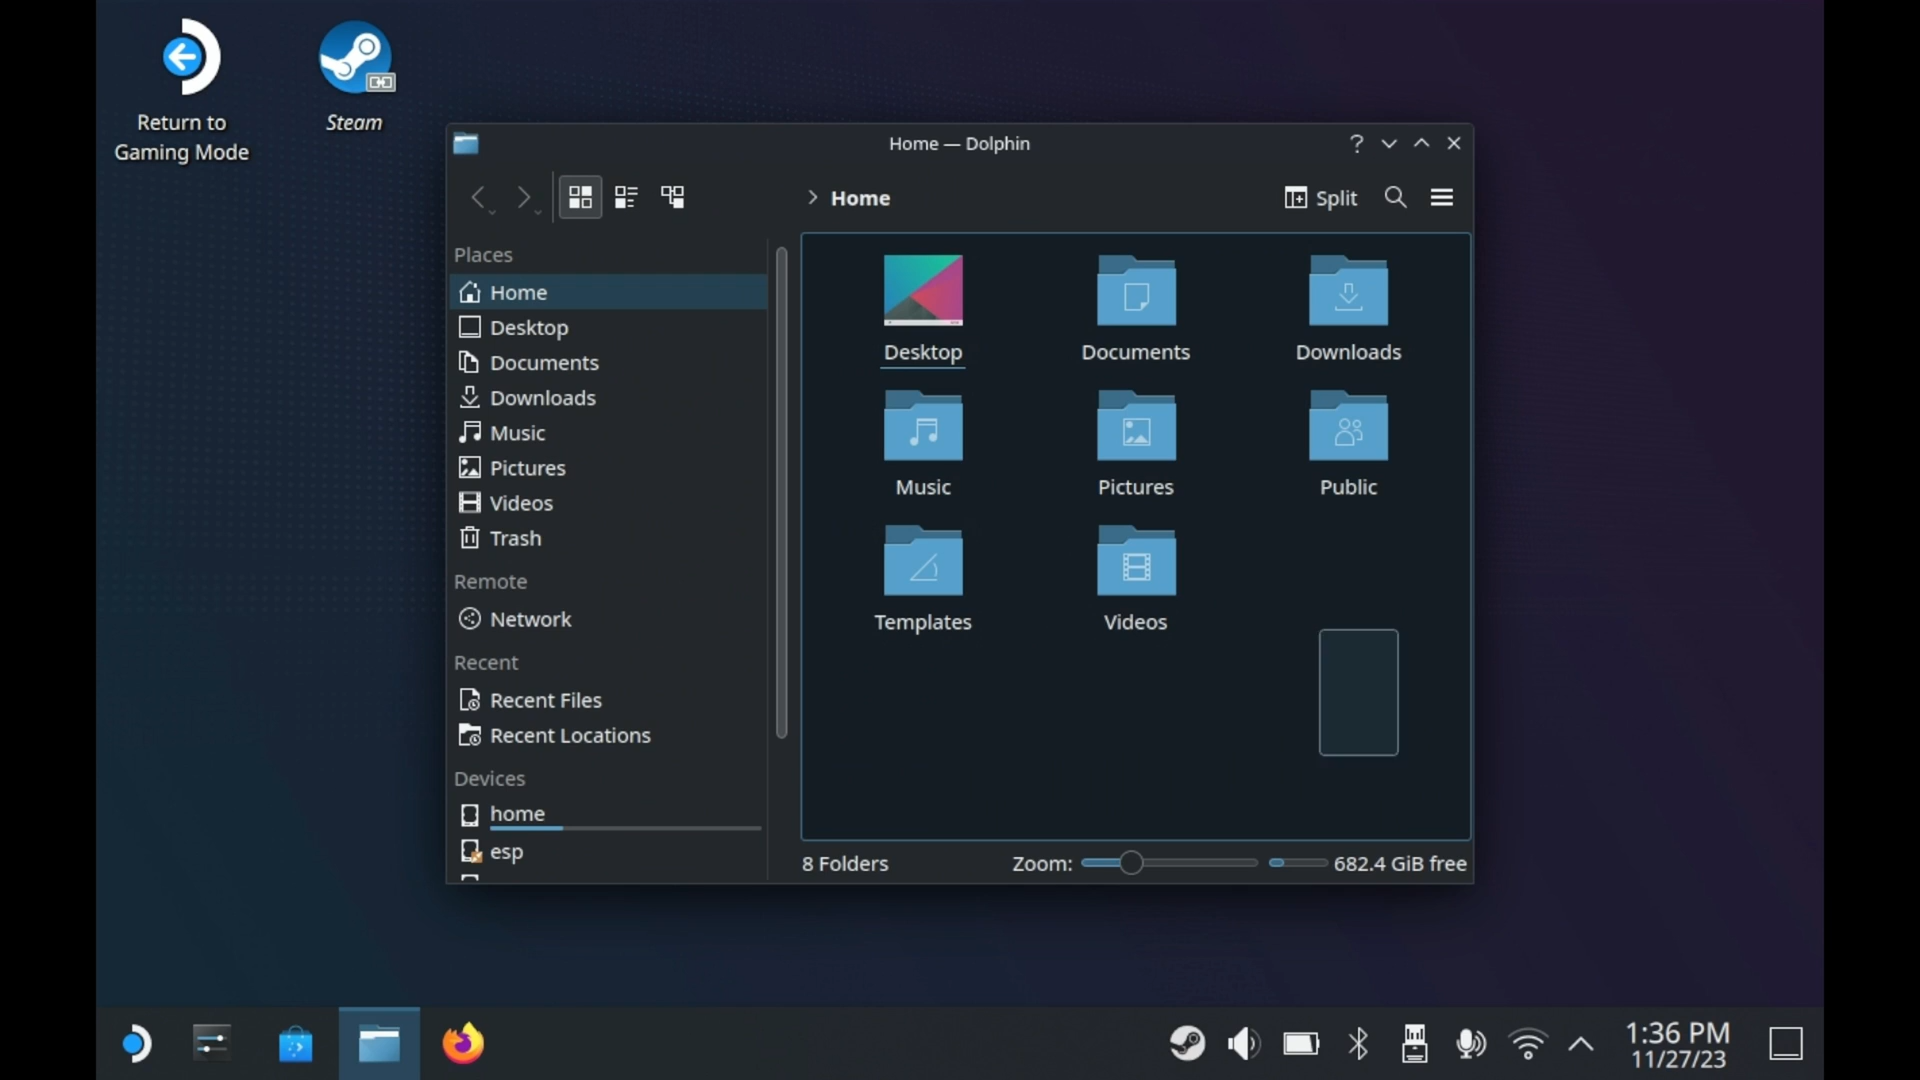 Return to
Gaming Mode
Steam
Home — Dolphin
Home
Split
Places
Home
Desktop
Documents
Downloads
Music
Pictures
Videos
Trash
Remote
Network
Recent
Recent Files
Recent Locations
Devices
home
esp
Desktop
Documents
Downloads
Music
Pictures
Public
Templates
Videos
8 Folders
Zoom:
682.4 GiB free
1:36 PM
11/27/23